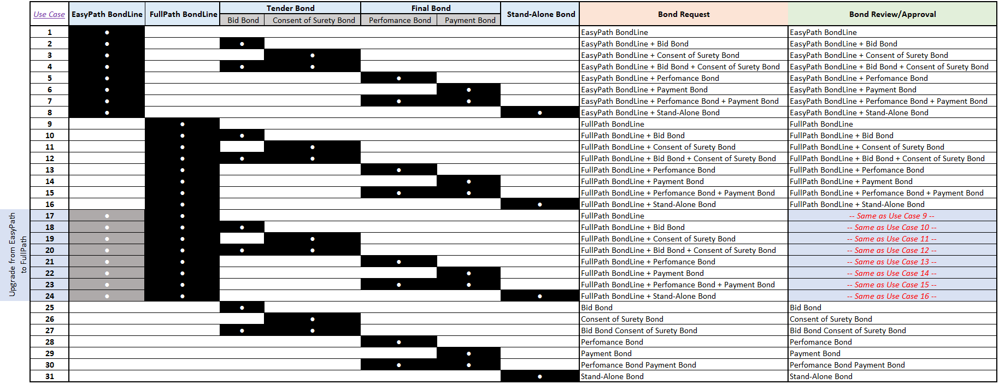 Use Case EasyPath BondLine FullPath BondLine Tender Bond Final Bond Stand-Alone Bond Bond Request Bond Review/Approval
Bid Bond Consent of Surety Bond Perfomance Bond Payment Bond
1 ● EasyPath BondLine EasyPath BondLine
2 ● ● EasyPath BondLine + Bid Bond EasyPath BondLine + Bid Bond
3 ● ● EasyPath BondLine + Consent of Surety Bond EasyPath BondLine + Consent of Surety Bond
4 ● ● ● EasyPath BondLine + Bid Bond + Consent of Surety Bond EasyPath BondLine + Bid Bond + Consent of Surety Bond
5 ● ● EasyPath BondLine + Perfomance Bond EasyPath BondLine + Perfomance Bond
6 ● ● EasyPath BondLine + Payment Bond EasyPath BondLine + Payment Bond
7 ● ● ● EasyPath BondLine + Perfomance Bond + Payment Bond EasyPath BondLine + Perfomance Bond + Payment Bond
8 ● ● EasyPath BondLine + Stand-Alone Bond EasyPath BondLine + Stand-Alone Bond
9 ● FullPath BondLine FullPath BondLine
10 ● ● FullPath BondLine + Bid Bond FullPath BondLine + Bid Bond
11 ● ● FullPath BondLine + Consent of Surety Bond FullPath BondLine + Consent of Surety Bond
12 ● ● ● FullPath BondLine + Bid Bond + Consent of Surety Bond FullPath BondLine + Bid Bond + Consent of Surety Bond
13 ● ● FullPath BondLine + Perfomance Bond FullPath BondLine + Perfomance Bond
14 ● ● FullPath BondLine + Payment Bond FullPath BondLine + Payment Bond
15 ● ● ● FullPath BondLine + Perfomance Bond + Payment Bond FullPath BondLine + Perfomance Bond + Payment Bond
16 ● ● FullPath BondLine + Stand-Alone Bond FullPath BondLine + Stand-Alone Bond
Upgrade from EasyPath
to FullPath
17 ● ● FullPath BondLine -- Same as Use Case 9 --
18 ● ● ● FullPath BondLine + Bid Bond -- Same as Use Case 10 --
19 ● ● ● FullPath BondLine + Consent of Surety Bond -- Same as Use Case 11 --
20 ● ● ● ● FullPath BondLine + Bid Bond + Consent of Surety Bond -- Same as Use Case 12 --
21 ● ● ● FullPath BondLine + Perfomance Bond -- Same as Use Case 13 --
22 ● ● ● FullPath BondLine + Payment Bond -- Same as Use Case 14 --
23 ● ● ● ● FullPath BondLine + Perfomance Bond + Payment Bond -- Same as Use Case 15 --
24 ● ● ● FullPath BondLine + Stand-Alone Bond -- Same as Use Case 16 --
25 ● Bid Bond Bid Bond
26 ● Consent of Surety Bond Consent of Surety Bond
27 ● ● Bid Bond Consent of Surety Bond Bid Bond Consent of Surety Bond
28 ● Perfomance Bond Perfomance Bond
29 ● Payment Bond Payment Bond
30 ● ● Perfomance Bond Payment Bond Perfomance Bond Payment Bond
31 ● Stand-Alone Bond Stand-Alone Bond